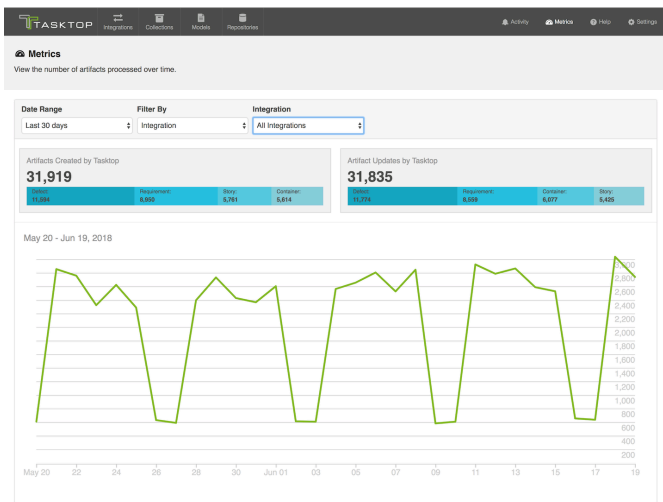 TASKTOP
Integrations Collections Models Repositories
Activity Metrics Help Settings
Metrics
View the number of artifacts processed over time.
Date Range Filter By Integration
Last 30 days Integration All Integrations
Artifacts Created by Tasktop
31,919
Defect: Requirement: Story: Container:
11,594 8,950 5,761 5,614
Artifact Updates by Tasktop
31,835
Defect: Requirement: Container: Story:
11,774 8,559 6,077 5,425
May 20 - Jun 19, 2018
2,800
2,600
2,400
2,200
2,000
1,800
1,600
1,400
1,200
1,000
800
600
400
200
May 20 22 24 26 28 30 Jun 01 03 05 07 09 11 13 15 17 19